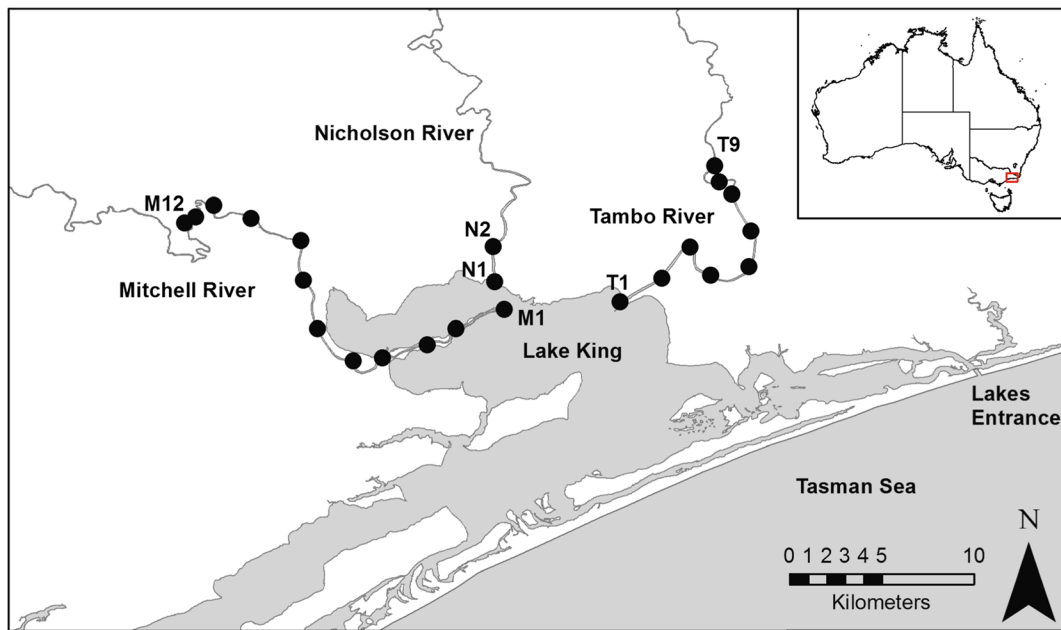 Nicholson River
T9
M12
Tambo River
N2
N1
Mitchell River
T1
M1
Lake King
Lakes
Entrance
Tasman Sea
N
0 1 2 3 4 5 10
Kilometers